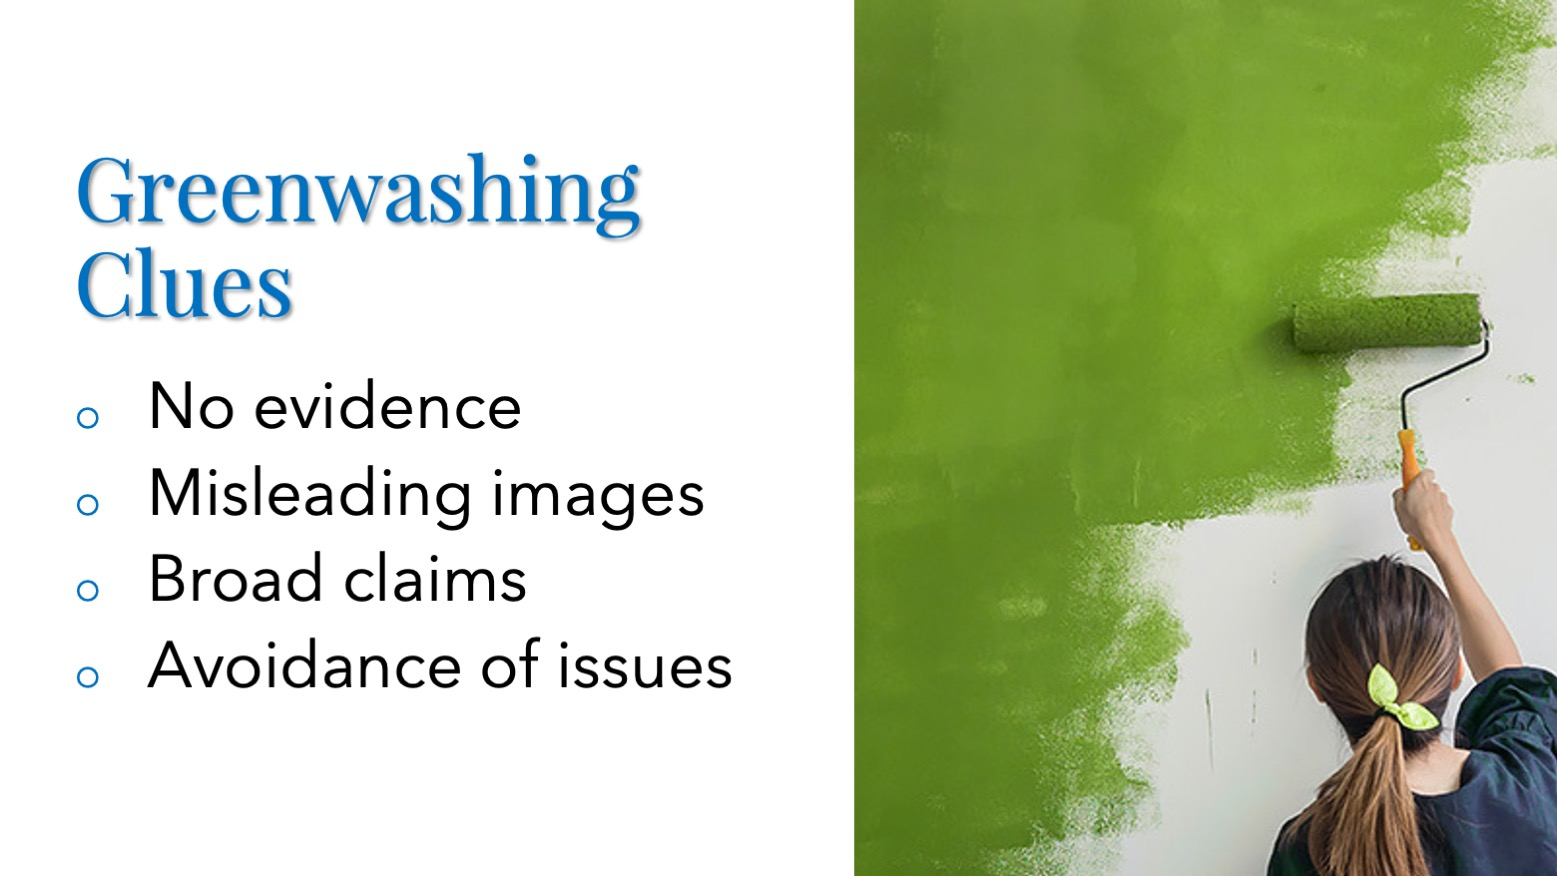 Greenwashing
Clues
No evidence
Misleading images
Broad claims
Avoidance of issues